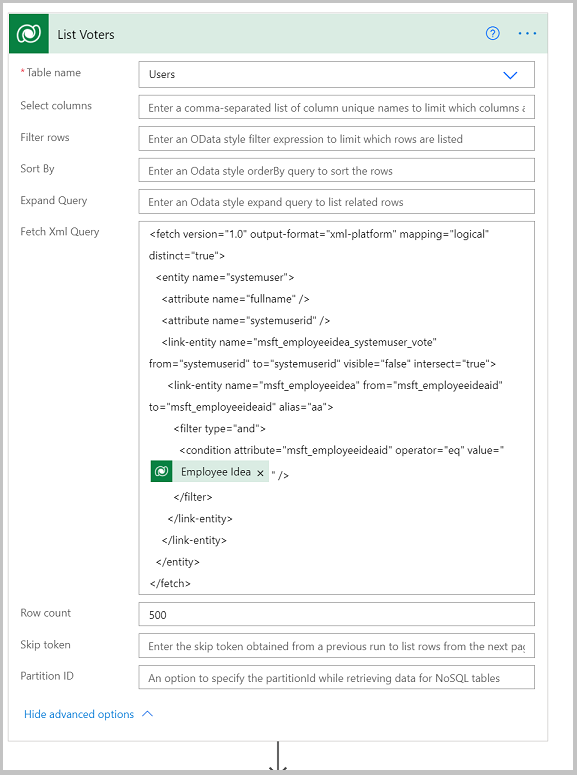 List Voters
* Table name
Users
Select columns
Enter a comma-separated list of column unique names to limit which columns a
Filter rows
Enter an OData style filter expression to limit which rows are listed
Sort By
Enter an Odata style orderBy query to sort the rows
Expand Query
Enter an Odata style expand query to list related rows
Fetch Xml Query
<fetch version="1.0" output-format="xml-platform" mapping="logical"
distinct="true">
<entity name="systemuser">
<attribute name="fullname" />
<attribute name="systemuserid" />
<link-entity name="msft_employeeidea_systemuser_vote"
from="systemuserid" to="systemuserid" visible="false" intersect="true">
<link-entity name="msft_employeeidea" from="msft_employeeideaid"
to="msft_employeeideaid" alias="aa">
<filter type="and">
<condition attribute="msft_employeeideaid" operator="eq" value="
Employee Idea × " />
</filter>
</link-entity>
</link-entity>
</entity>
</fetch>
Row count
500
Skip token
Enter the skip token obtained from a previous run to list rows from the next pag
Partition ID
An option to specify the partitionId while retrieving data for NoSQL tables
Hide advanced options